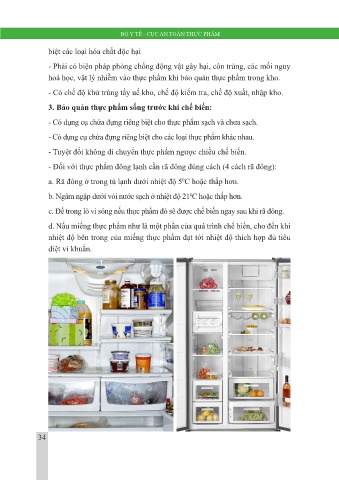 BỘ Y TẾ - CỤC AN TOÀN THỰC PHẨM
biệt các loại hóa chất độc hại
- Phải có biện pháp phòng chống động vật gây hại, côn trùng, các mối nguy
hoá học, vật lý nhiễm vào thực phẩm khi bảo quản thực phẩm trong kho.
- Có chế độ khử trùng tẩy uế kho, chế độ kiểm tra, chế độ xuất, nhập kho.
3. Bảo quản thực phẩm sống trước khi chế biến:
- Có dụng cụ chứa đựng riêng biệt cho thực phẩm sạch và chưa sạch.
- Có dụng cụ chứa đựng riêng biệt cho các loại thực phẩm khác nhau.
- Tuyệt đối không di chuyển thực phẩm ngược chiều chế biến.
- Đối với thực phẩm đông lạnh cần rã đông đúng cách (4 cách rã đông):
a. Rã đông ở trong tủ lạnh dưới nhiệt độ 5⁰C hoặc thấp hơn.
b. Ngâm ngập dưới vòi nước sạch ở nhiệt độ 21⁰C hoặc thấp hơn.
c. Để trong lò vi sóng nếu thực phẩm đó sẽ được chế biến ngay sau khi rã đông.
d. Nấu miếng thực phẩm như là một phần của quá trình chế biến, cho đến khi
nhiệt độ bên trong của miếng thực phẩm đạt tới nhiệt độ thích hợp đủ tiêu
diệt vi khuẩn.
34